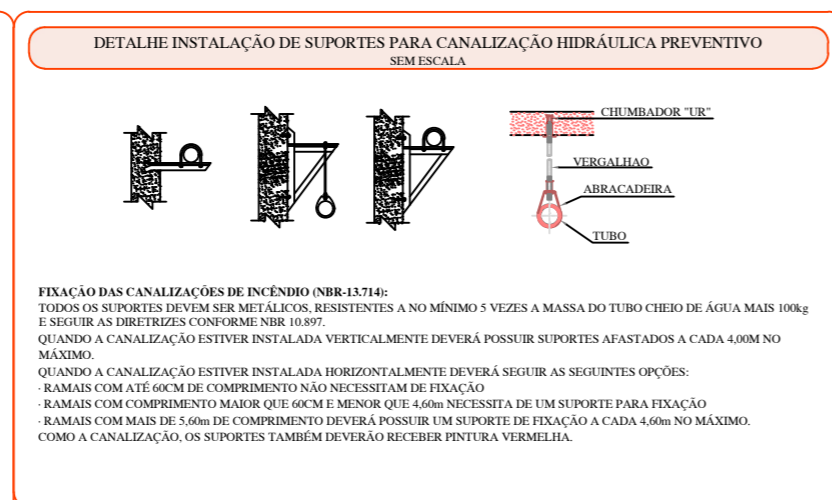 DETALHE INSTALAÇÃO DE SUPORTES PARA CANALIZAÇÃO HIDRÁULICA PREVENTIVO
SEM ESCALA
CHUMBADOR "UR"
VERGALHAO
ABRACADEIRA
TUBO
FIXAÇÃO DAS CANALIZAÇÕES DE INCÊNDIO (NBR-13.714):
TODOS OS SUPORTES DEVEM SER METÁLICOS, RESISTENTES A NO MÍNIMO 5 VEZES A MASSA DO TUBO CHEIO DE ÁGUA MAIS 100kg
E SEGUIR AS DIRETRIZES CONFORME NBR 10.897.
QUANDO A CANALIZAÇÃO ESTIVER INSTALADA VERTICALMENTE DEVERÁ POSSUIR SUPORTES AFASTADOS A CADA 4,00M NO
MÁXIMO.
QUANDO A CANALIZAÇÃO ESTIVER INSTALADA HORIZONTALMENTE DEVERÁ SEGUIR AS SEGUINTES OPÇÕES:
· RAMAIS COM ATÉ 60CM DE COMPRIMENTO NÃO NECESSITAM DE FIXAÇÃO
· RAMAIS COM COMPRIMENTO MAIOR QUE 60CM E MENOR QUE 4,60m NECESSITA DE UM SUPORTE PARA FIXAÇÃO
· RAMAIS COM MAIS DE 5,60m DE COMPRIMENTO DEVERÁ POSSUIR UM SUPORTE DE FIXAÇÃO A CADA 4,60m NO MÁXIMO.
COMO A CANALIZAÇÃO, OS SUPORTES TAMBÉM DEVERÃO RECEBER PINTURA VERMELHA.